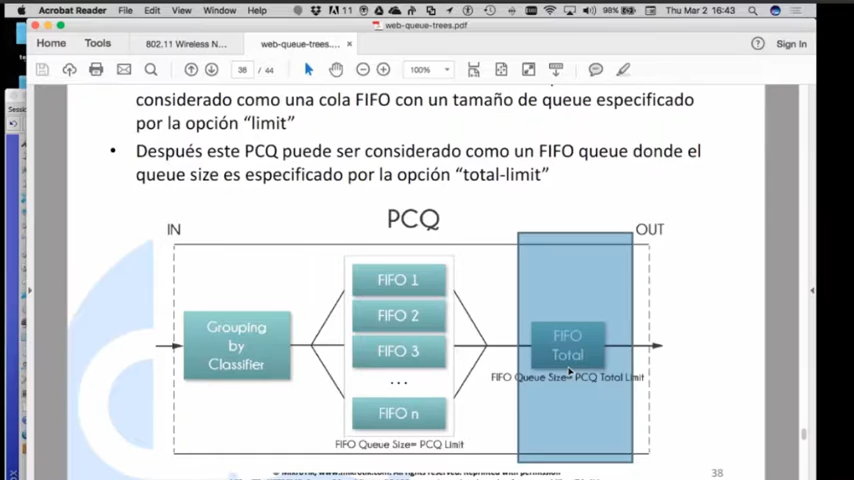 Acrobat Reader File Edit View Window Help 11 98% Thu Mar 2 16:43
web-queue-trees.pdf
Home Tools 802.11 Wireless N... web-queue-trees.... × Sign In
38 / 44 100%
considerado como una cola FIFO con un tamaño de queue especificado
por la opción “limit”
• Después este PCQ puede ser considerado como un FIFO queue donde el
queue size es especificado por la opción “total-limit”
PCQ
IN OUT
Grouping
by
Classifier
FIFO 1
FIFO 2
FIFO 3
...
FIFO n
FIFO Queue Size= PCQ Limit
FIFO
Total
FIFO Queue Size= PCQ Total Limit
38